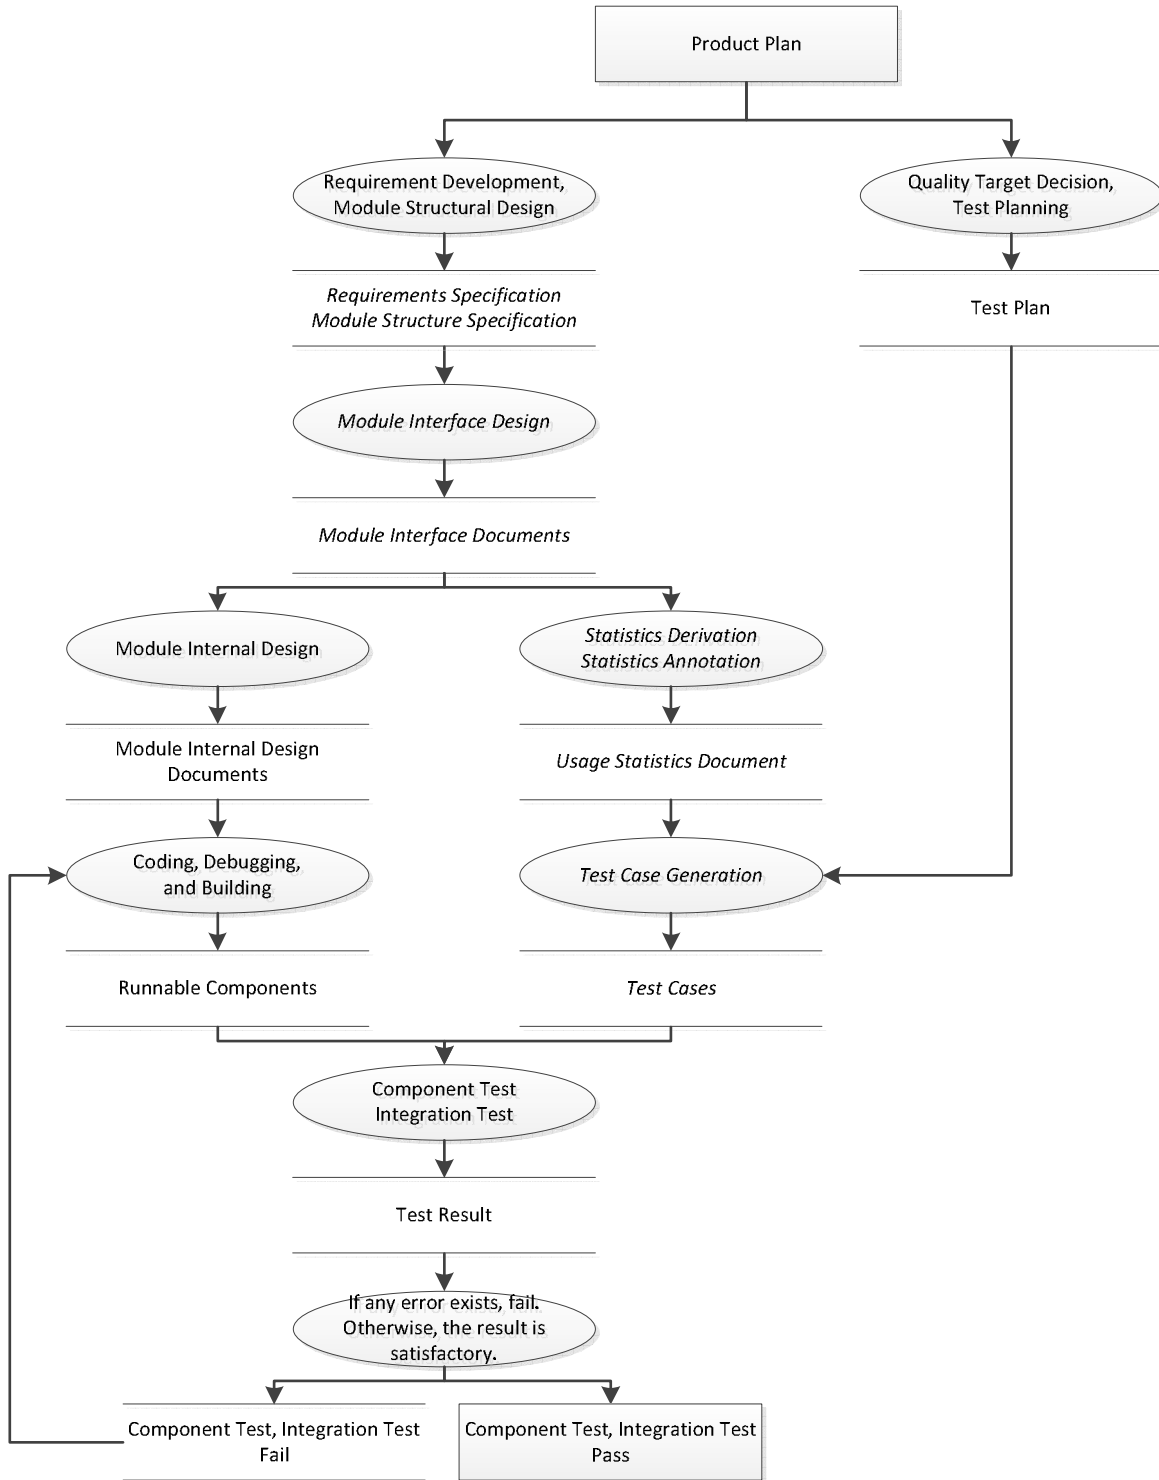 Product Plan
Requirement Development,
Module Structural Design
Quality Target Decision,
Test Planning
Requirements Specification
Module Structure Specification
Test Plan
Module Interface Design
Module Interface Documents
Module Internal Design
Statistics Derivation
Statistics Annotation
Module Internal Design
Documents
Usage Statistics Document
Coding, Debugging,
and Building
Test Case Generation
Runnable Components
Test Cases
Component Test
Integration Test
Test Result
If any error exists, fail.
Otherwise, the result is
satisfactory.
Component Test, Integration Test
Fail
Component Test, Integration Test
Pass